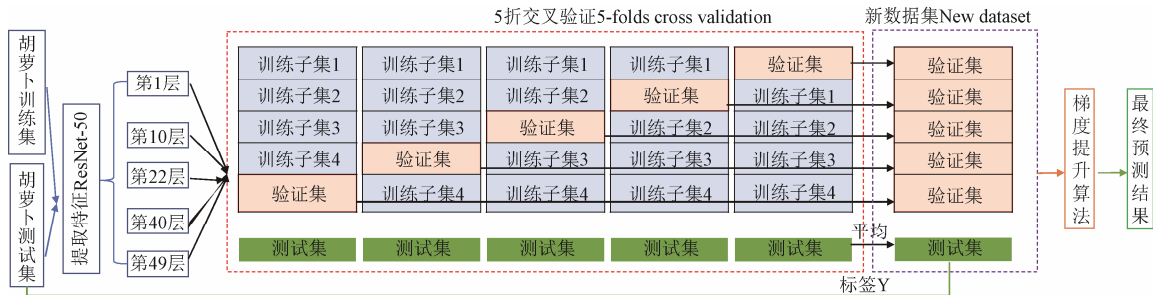 5折交叉验证5-folds cross validation
新数据集New dataset
胡萝卜训练集
胡萝卜测试集
提取特征ResNet-50
第1层
第10层
第22层
第40层
第49层
训练子集1 训练子集1 训练子集1 训练子集1 验证集 验证集
训练子集2 训练子集2 训练子集2 验证集 训练子集1 验证集
训练子集3 训练子集3 验证集 训练子集2 训练子集2 验证集
训练子集4 验证集 训练子集3 训练子集3 训练子集3 验证集
验证集 训练子集4 训练子集4 训练子集4 训练子集4 验证集
平均
测试集 测试集 测试集 测试集 测试集 测试集
标签Y
梯度提升算法
最终预测结果